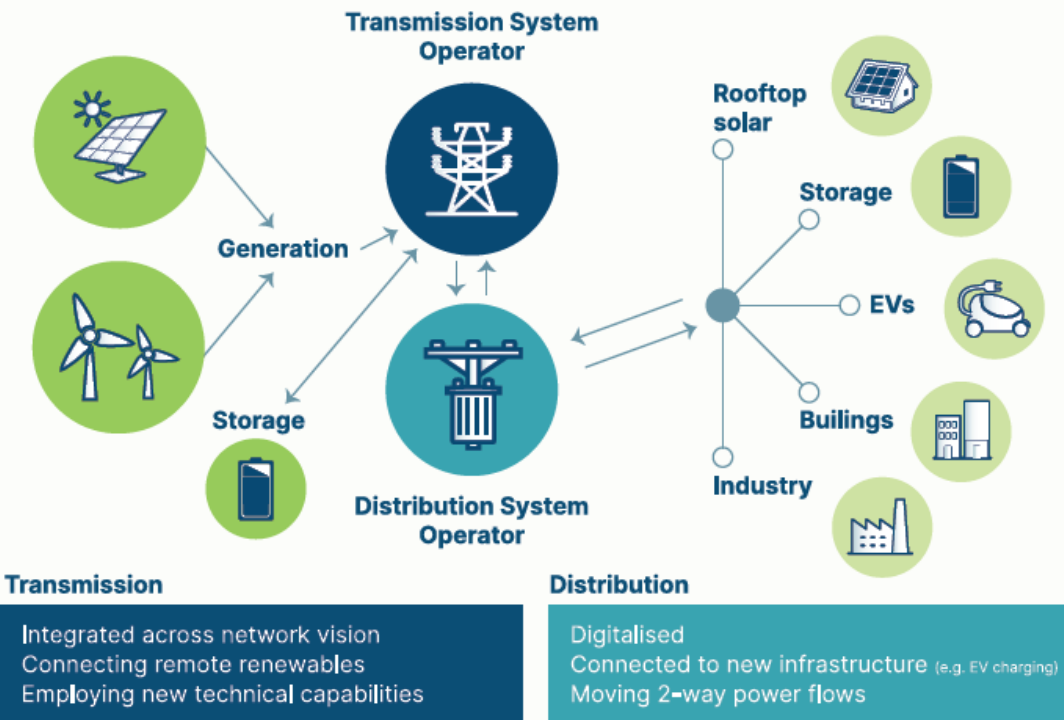 Transmission System
Operator
Rooftop
solar
Storage
Generation
EVs
Storage
Builings
Industry
Distribution System
Operator
Transmission
Integrated across network vision
Connecting remote renewables
Employing new technical capabilities
Distribution
Digitalised
Connected to new infrastructure (e.g. EV charging)
Moving 2-way power flows